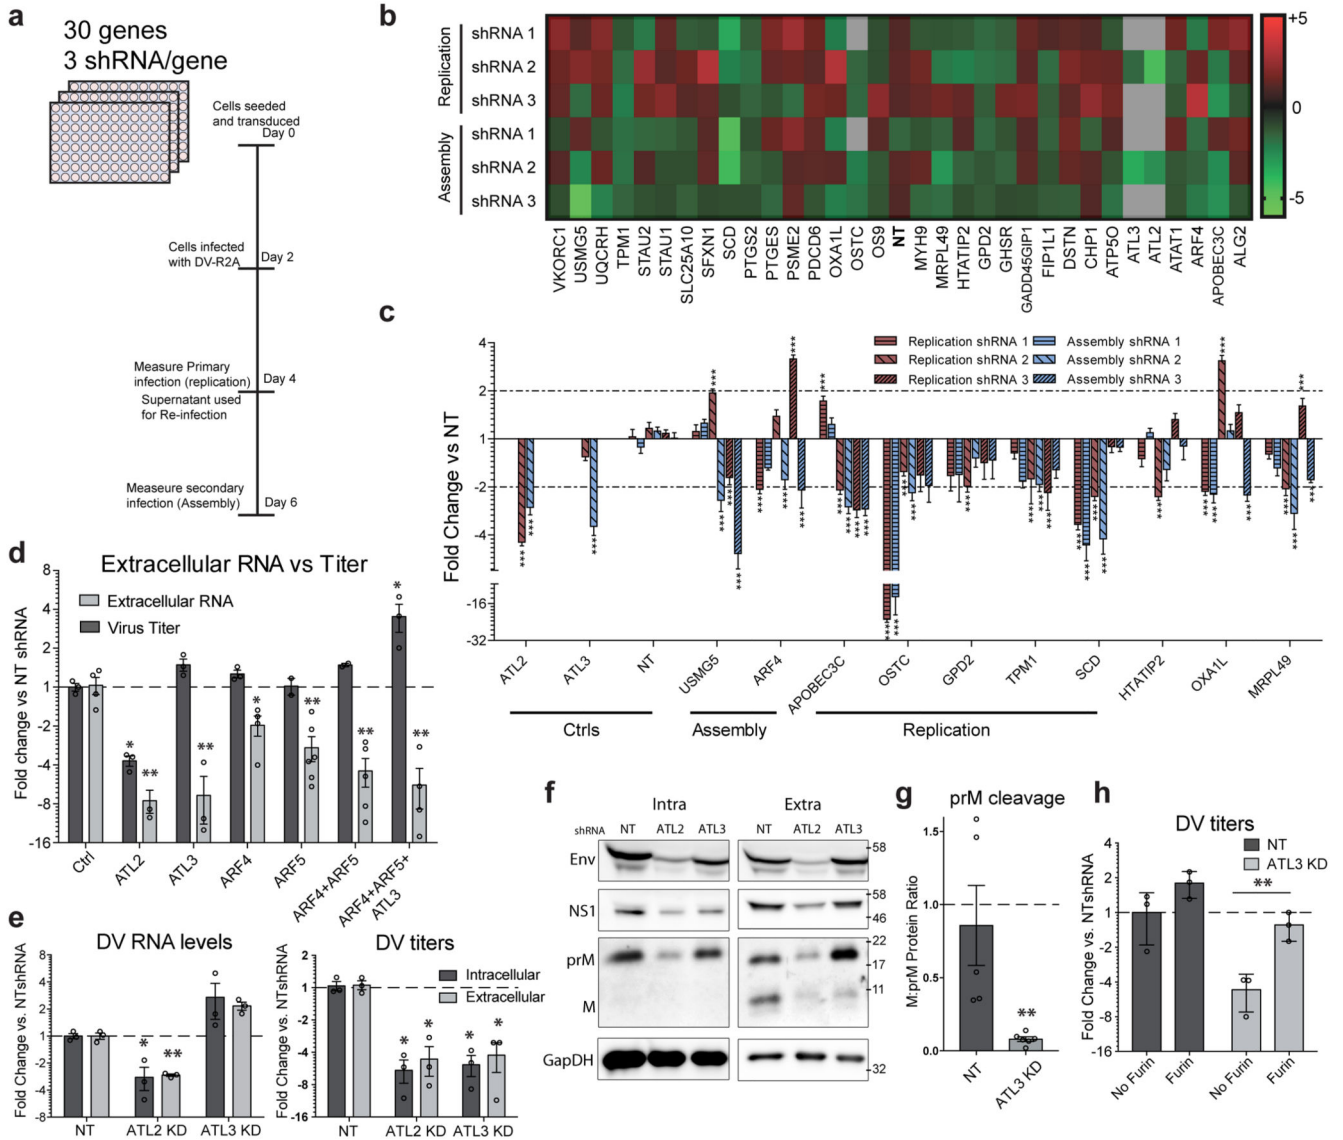 a
30 genes
3 shRNA/gene
Cells seeded
and transduced
Day 0
Cells infected
with DV-R2A
Day 2
Measure Primary
infection (replication)
Day 4
Supernatant used
for Re-infection
Measure secondary
infection (Assembly)
Day 6
b
Replication
shRNA 1
shRNA 2
shRNA 3
Assembly
shRNA 1
shRNA 2
shRNA 3
+5
0
-5
VKORC1
USMG5
UQCRH
TPM1
STAU2
STAU1
SLC25A10
SFXN1
SCD
PTGS2
PTGES
PSME2
PDCD6
OXA1L
OSTC
OS9
NT
MYH9
MRPL49
HTATIP2
GPD2
GHSR
GADD45GIP1
FIP1L1
DSTN
CHP1
ATP5O
ATL3
ATL2
ATAT1
ARF4
APOBEC3C
ALG2
c
Fold Change vs NT
4
2
1
-2
-4
-16
-32
Replication shRNA 1
Replication shRNA 2
Replication shRNA 3
Assembly shRNA 1
Assembly shRNA 2
Assembly shRNA 3
ATL2
ATL3
NT
USMG5
ARF4
APOBEC3C
OSTC
GPD2
TPM1
SCD
HTATIP2
OXA1L
MRPL49
Ctrls
Assembly
Replication
d
Extracellular RNA vs Titer
Extracellular RNA
Virus Titer
Fold change vs NT shRNA
8
4
2
1
-2
-4
-8
-16
Ctrl
ATL2
ATL3
ARF4
ARF5
ARF4+ARF5
ARF4+ARF5+
ATL3
e
DV RNA levels
Fold Change vs. NTshRNA
8
4
2
1
-2
-4
-8
NT
ATL2 KD
ATL3 KD
DV titers
Fold Change vs. NTshRNA
2
1
-2
-4
-8
-16
Intracellular
Extracellular
NT
ATL2 KD
ATL3 KD
f
Intra
Extra
shRNA NT ATL2 ATL3
NT ATL2 ATL3
Env
58
NS1
58
46
prM
22
17
M
11
GapDH
32
g
prM cleavage
M:prM Protein Ratio
1.5
1.0
0.5
0.0
**
NT
ATL3 KD
h
DV titers
NT
ATL3 KD
Fold Change vs. NTshRNA
4
2
1
-2
-4
-8
-16
**
No Furin
Furin
No Furin
Furin